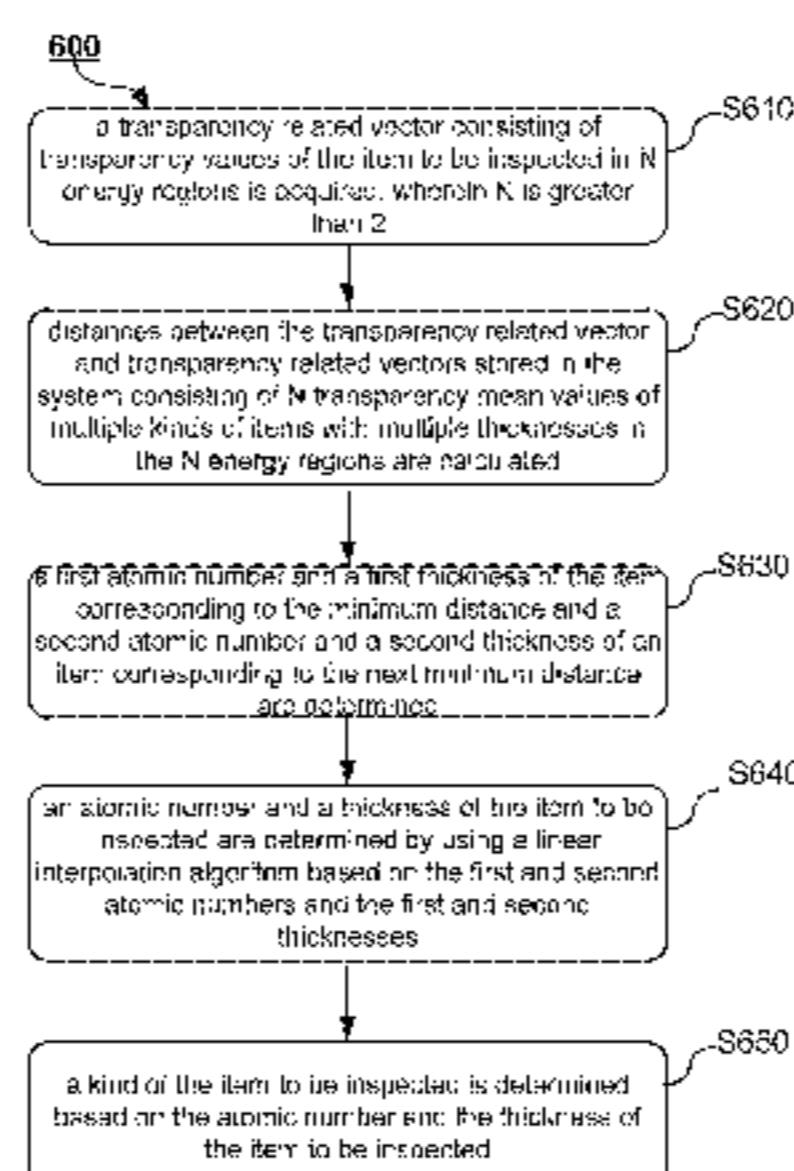 600
S610
a transparency related vector consisting of
transparency values of the item to be inspected in N
energy regions is acquired, wherein N is greater
than 2
S620
distances between the transparency related vector
and transparency related vectors stored in the
system consisting of N transparency mean values of
multiple kinds of items with multiple thicknesses in
the N energy regions are calculated
S630
a first atomic number and a first thickness of the item
corresponding to the minimum distance and a
second atomic number and a second thickness of an
item corresponding to the next minimum distance
are determined
S640
an atomic number and a thickness of the item to be
inspected are determined by using a linear
interpolation algorithm based on the first and second
atomic numbers and the first and second
thicknesses
S650
a kind of the item to be inspected is determined
based on the atomic number and the thickness of
the item to be inspected